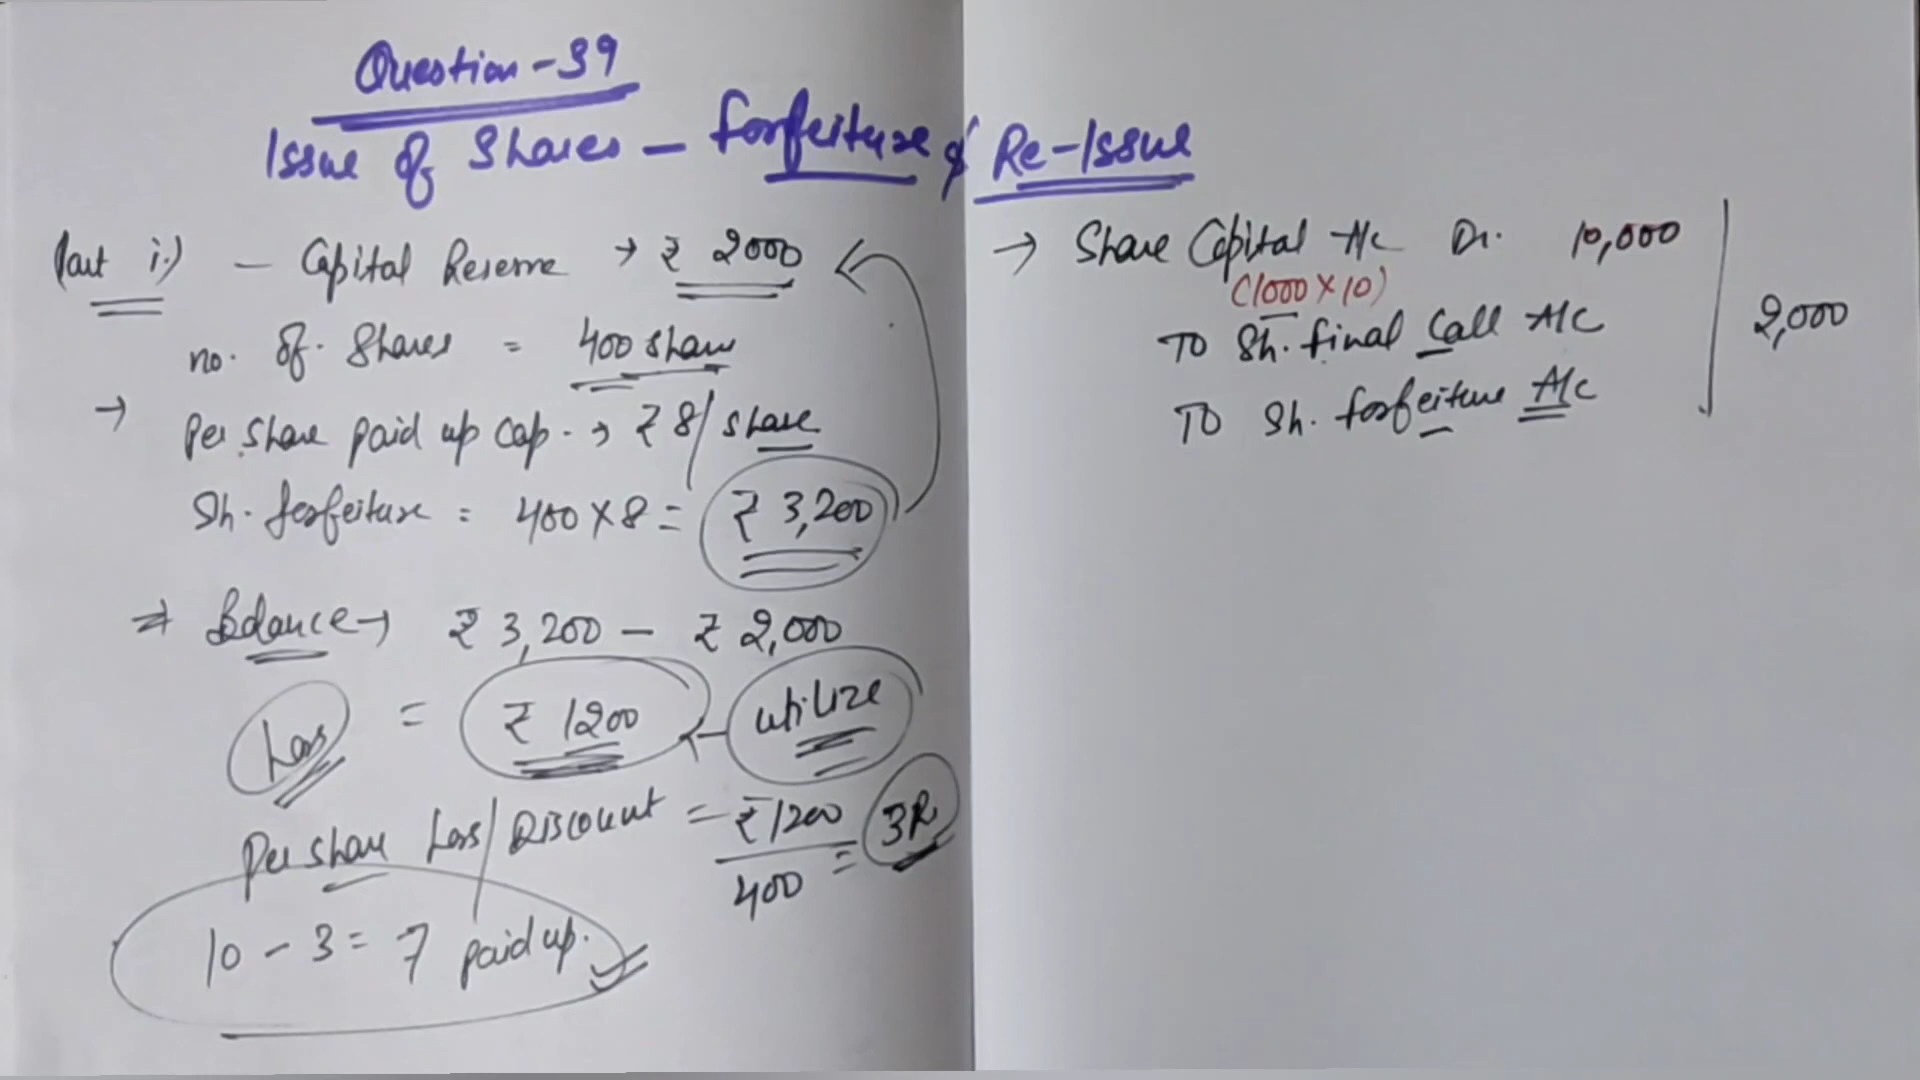 Question - 39
Issue of Shares - Forfeiture & Re-Issue
Part i.) - Capital Reserve → ₹ 2000
no. of. Shares = 400 share
→ Per share paid up cap. → ₹ 8/share
Sh. forfeiture = 400 × 8 = ₹ 3,200
⇒ Balance → ₹ 3,200 - ₹ 2,000
Loss = ₹ 1200 ← utilize
Per share Loss/Discount = ₹1200/400 = 3R
10 - 3 = 7 paid up.
→ Share Capital A/c Dr. 10,000
(1000 × 10)
To Sh. final Call A/c 2,000
To Sh. forfeiture A/c